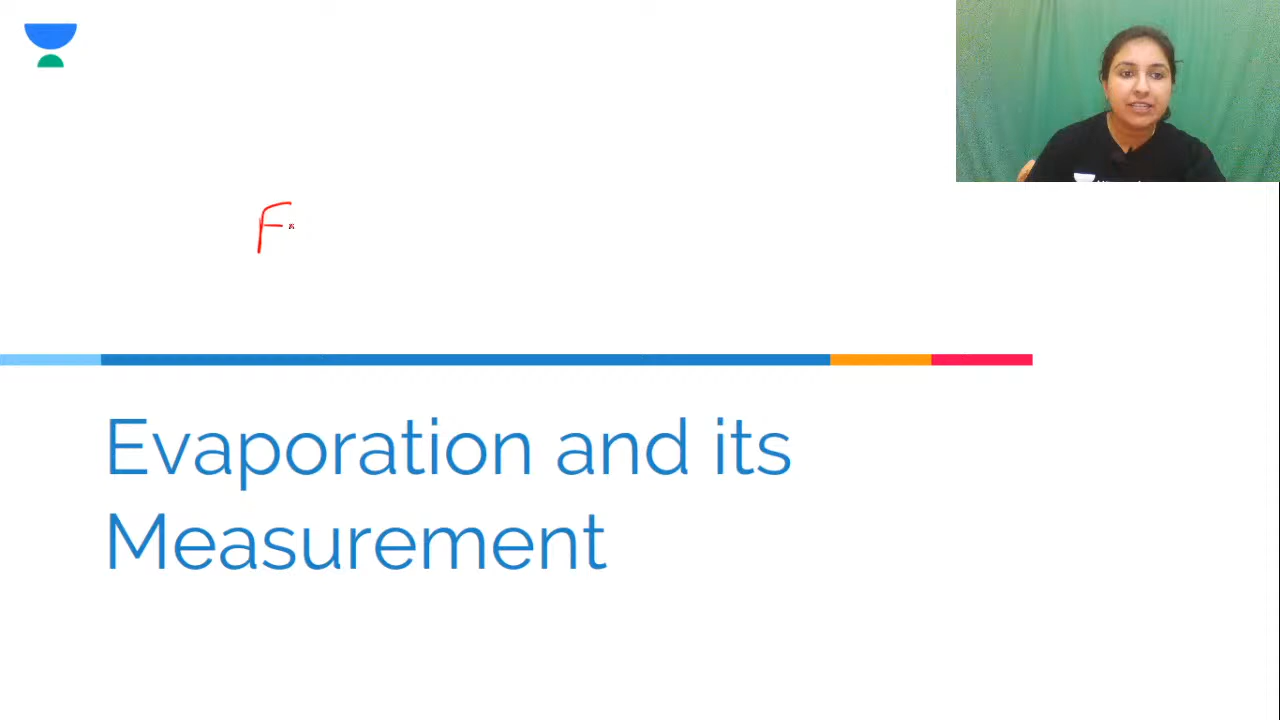 F
Evaporation and its
Measurement